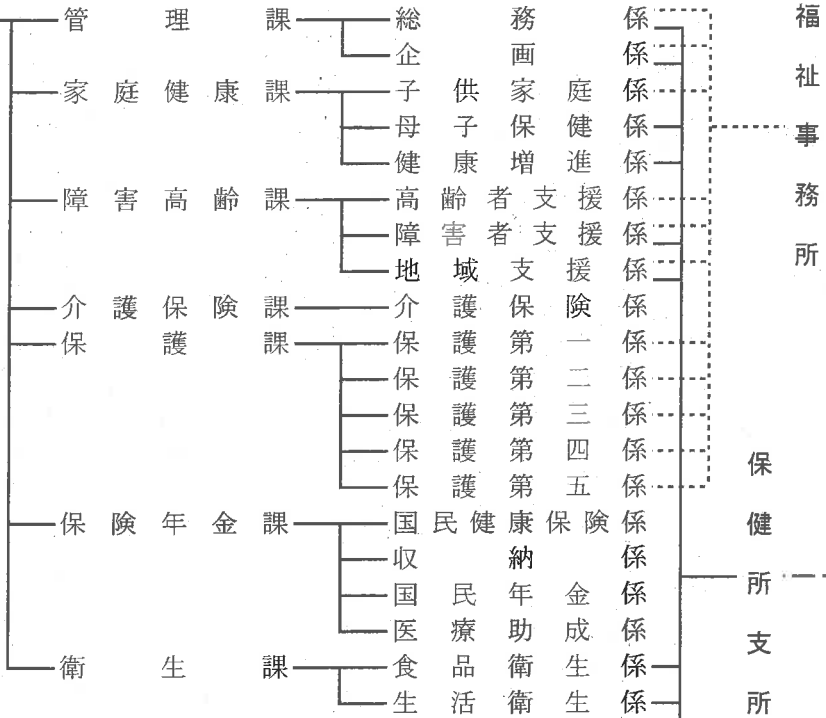 管理課 総務係
企画係
家庭健康課 子供家庭係
母子保健係
健康増進係
障害高齢課 高齢者支援係
障害者支援係
地域支援係
介護保険課 介護保険係
保護課 保護第一係
保護第二係
保護第三係
保護第四係
保護第五係
保険年金課 国民健康保険係
収納係
国民年金係
医療助成係
衛生課 食品衛生係
生活衛生係
福祉事務所
保健所支所